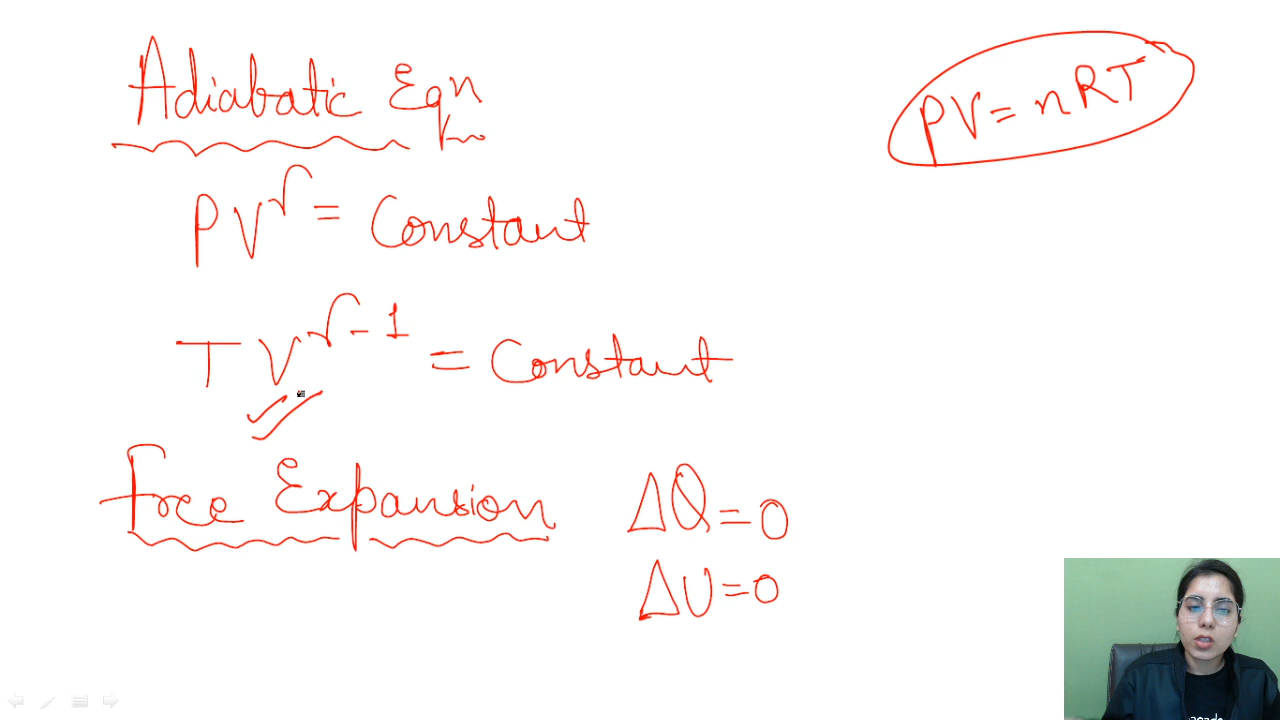 Adiabatic Eqn
PV^γ = Constant
TV^γ-1 = Constant
Free Expansion
ΔQ=0
ΔU=0
PV=nRT